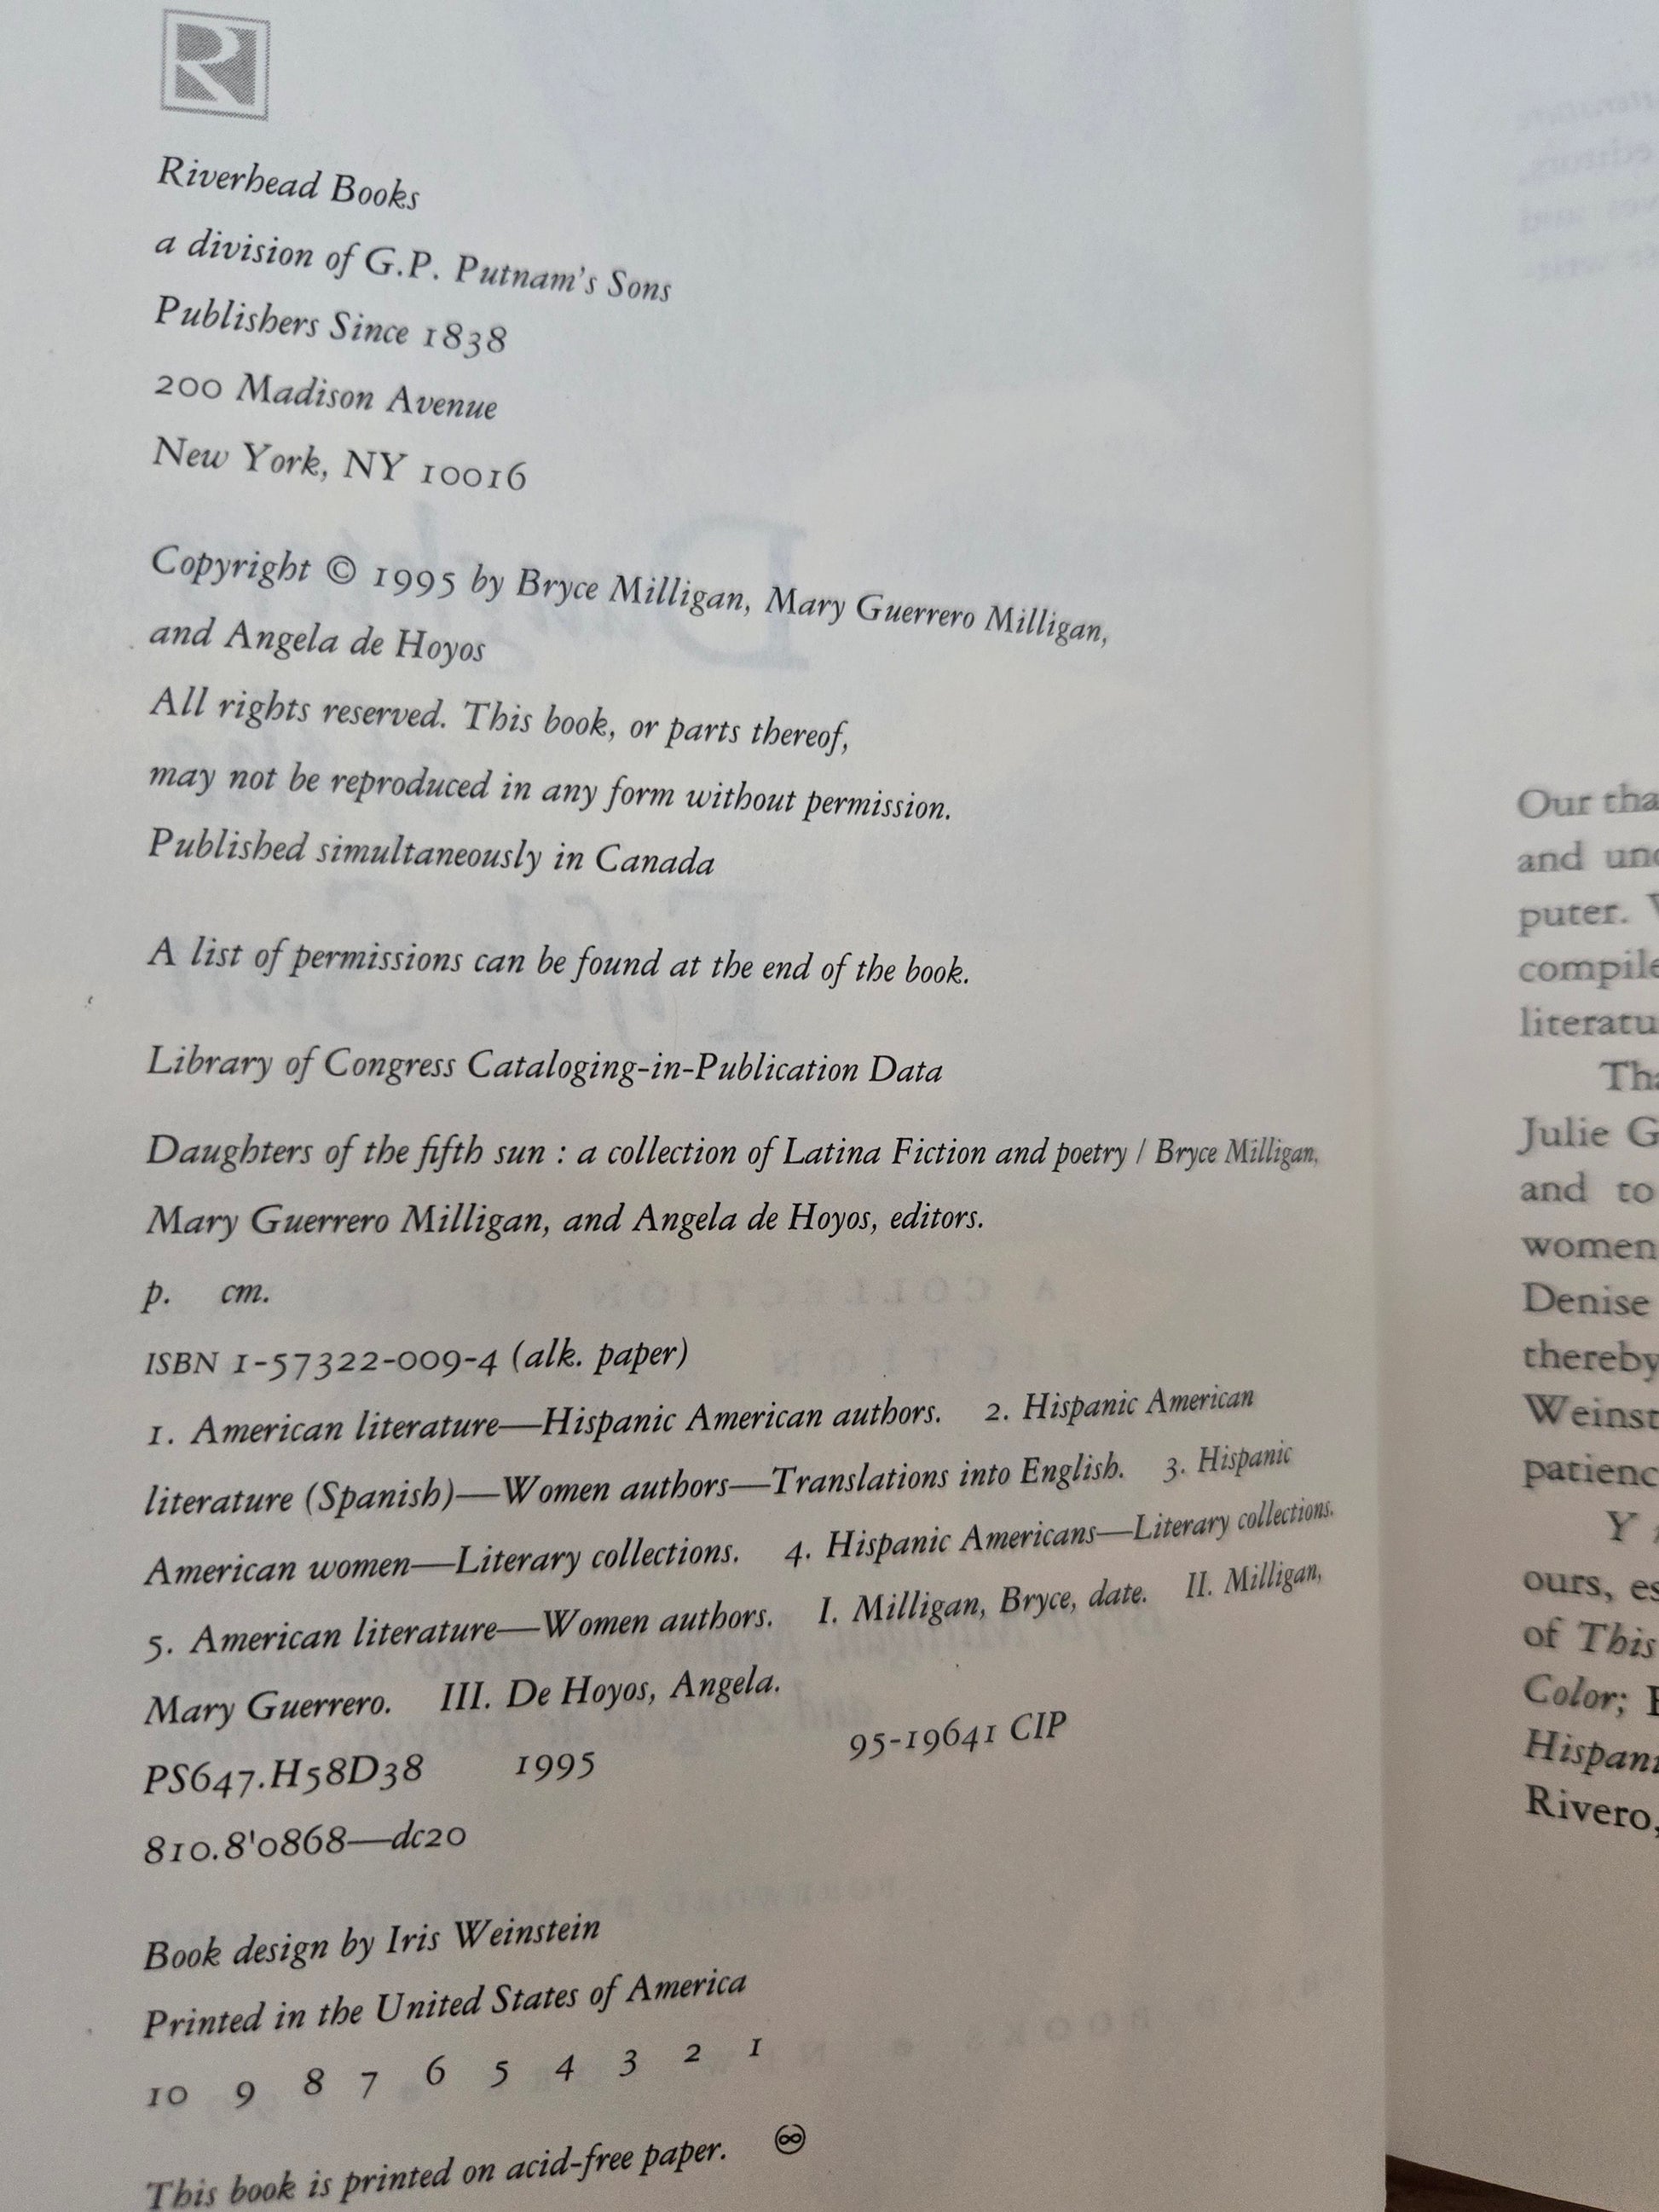 R
Riverhead Books
a division of G.P. Putnam's Sons
Publishers Since 1838
200 Madison Avenue
New York, NY 10016
Copyright © 1995 by Bryce Milligan, Mary Guerrero Milligan,
and Angela de Hoyos
All rights reserved. This book, or parts thereof,
may not be reproduced in any form without permission.
Published simultaneously in Canada
A list of permissions can be found at the end of the book.
Library of Congress Cataloging-in-Publication Data
Daughters of the fifth sun : a collection of Latina Fiction and poetry / Bryce Milligan,
Mary Guerrero Milligan, and Angela de Hoyos, editors.
p. cm.
ISBN 1-57322-009-4 (alk. paper)
1. American literature—Hispanic American authors. 2. Hispanic American
literature (Spanish)—Women authors—Translations into English. 3. Hispanic
American women—Literary collections. 4. Hispanic Americans—Literary collections.
5. American literature—Women authors. I. Milligan, Bryce, date. II. Milligan,
Mary Guerrero. III. De Hoyos, Angela.
PS647.H58D38 1995 95-19641 CIP
810.8'0868—dc20
Book design by Iris Weinstein
Printed in the United States of America
10 9 8 7 6 5 4 3 2 1
This book is printed on acid-free paper. ♾
Our tha
and und
puter.
compile
literatu
Tha
Julie G
and to
women
Denise
thereby
Weinst
patienc
Y
ours, es
of This
Color;
Hispani
Rivero,